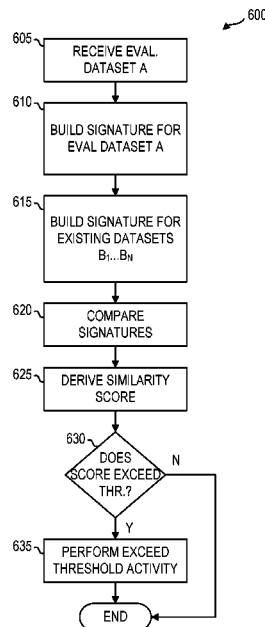 600
605
RECEIVE EVAL.
DATASET A
610
BUILD SIGNATURE FOR
EVAL DATASET A
615
BUILD SIGNATURE FOR
EXISTING DATASETS
B₁...Bₙ
620
COMPARE
SIGNATURES
625
DERIVE SIMILARITY
SCORE
630
DOES
SCORE EXCEED
THR.?
N
Y
635
PERFORM EXCEED
THRESHOLD ACTIVITY
END